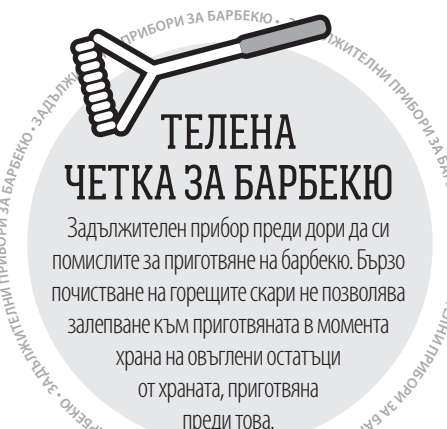 ЗАДЪЛЖИТЕЛНИ ПРИБОРИ ЗА БАРБЕКЮ • ЗАДЪЛЖИТЕЛНИ ПРИБОРИ ЗА БАРБЕКЮ •
ТЕЛЕНА
ЧЕТКА ЗА БАРБЕКЮ
Задължителен прибор преди дори да си
помислите за приготвяне на барбекю. Бързо
почистване на горещите скари не позволява
залепване към приготвяната в момента
храна на овъглени остатъци
от храната, приготвяна
преди това.